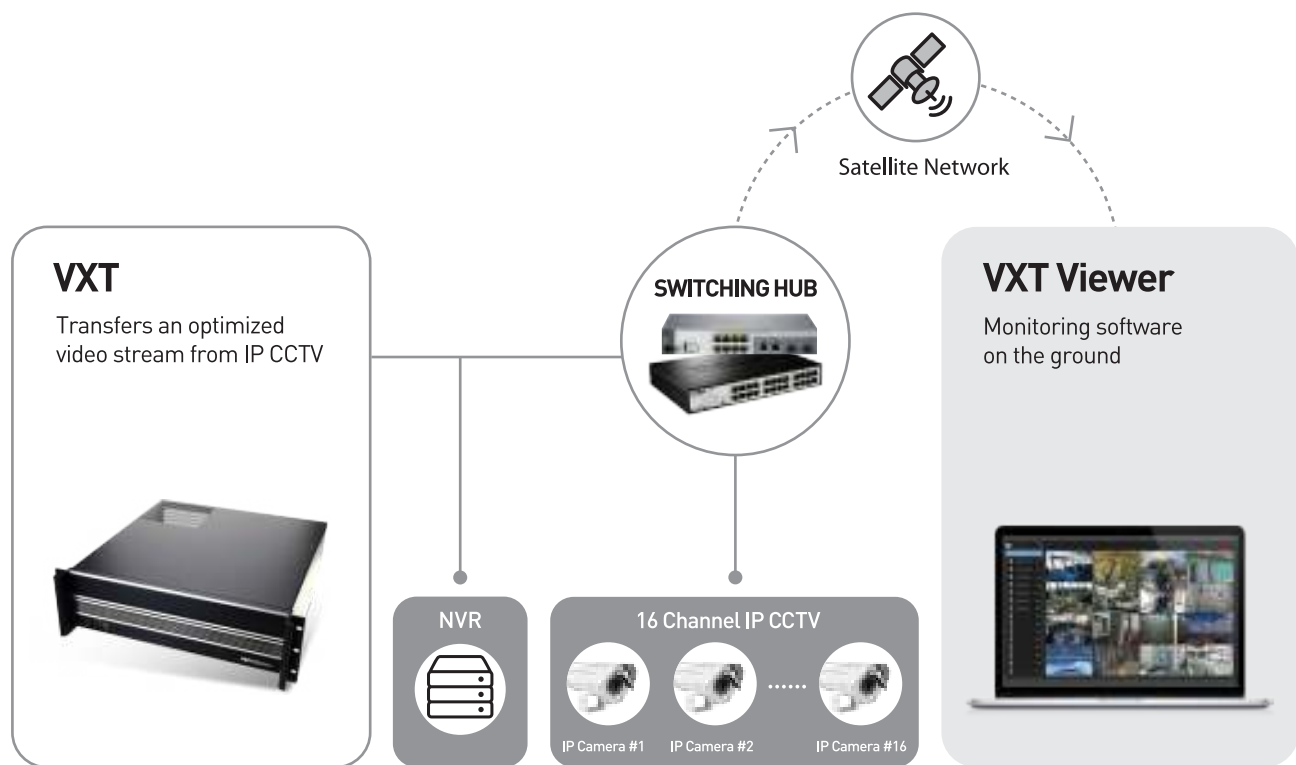 Satellite Network
VXT
Transfers an optimized
video stream from IP CCTV
SWITCHING HUB
VXT Viewer
Monitoring software
on the ground
NVR
16 Channel IP CCTV
IP Camera #1
IP Camera #2
......
IP Camera #16